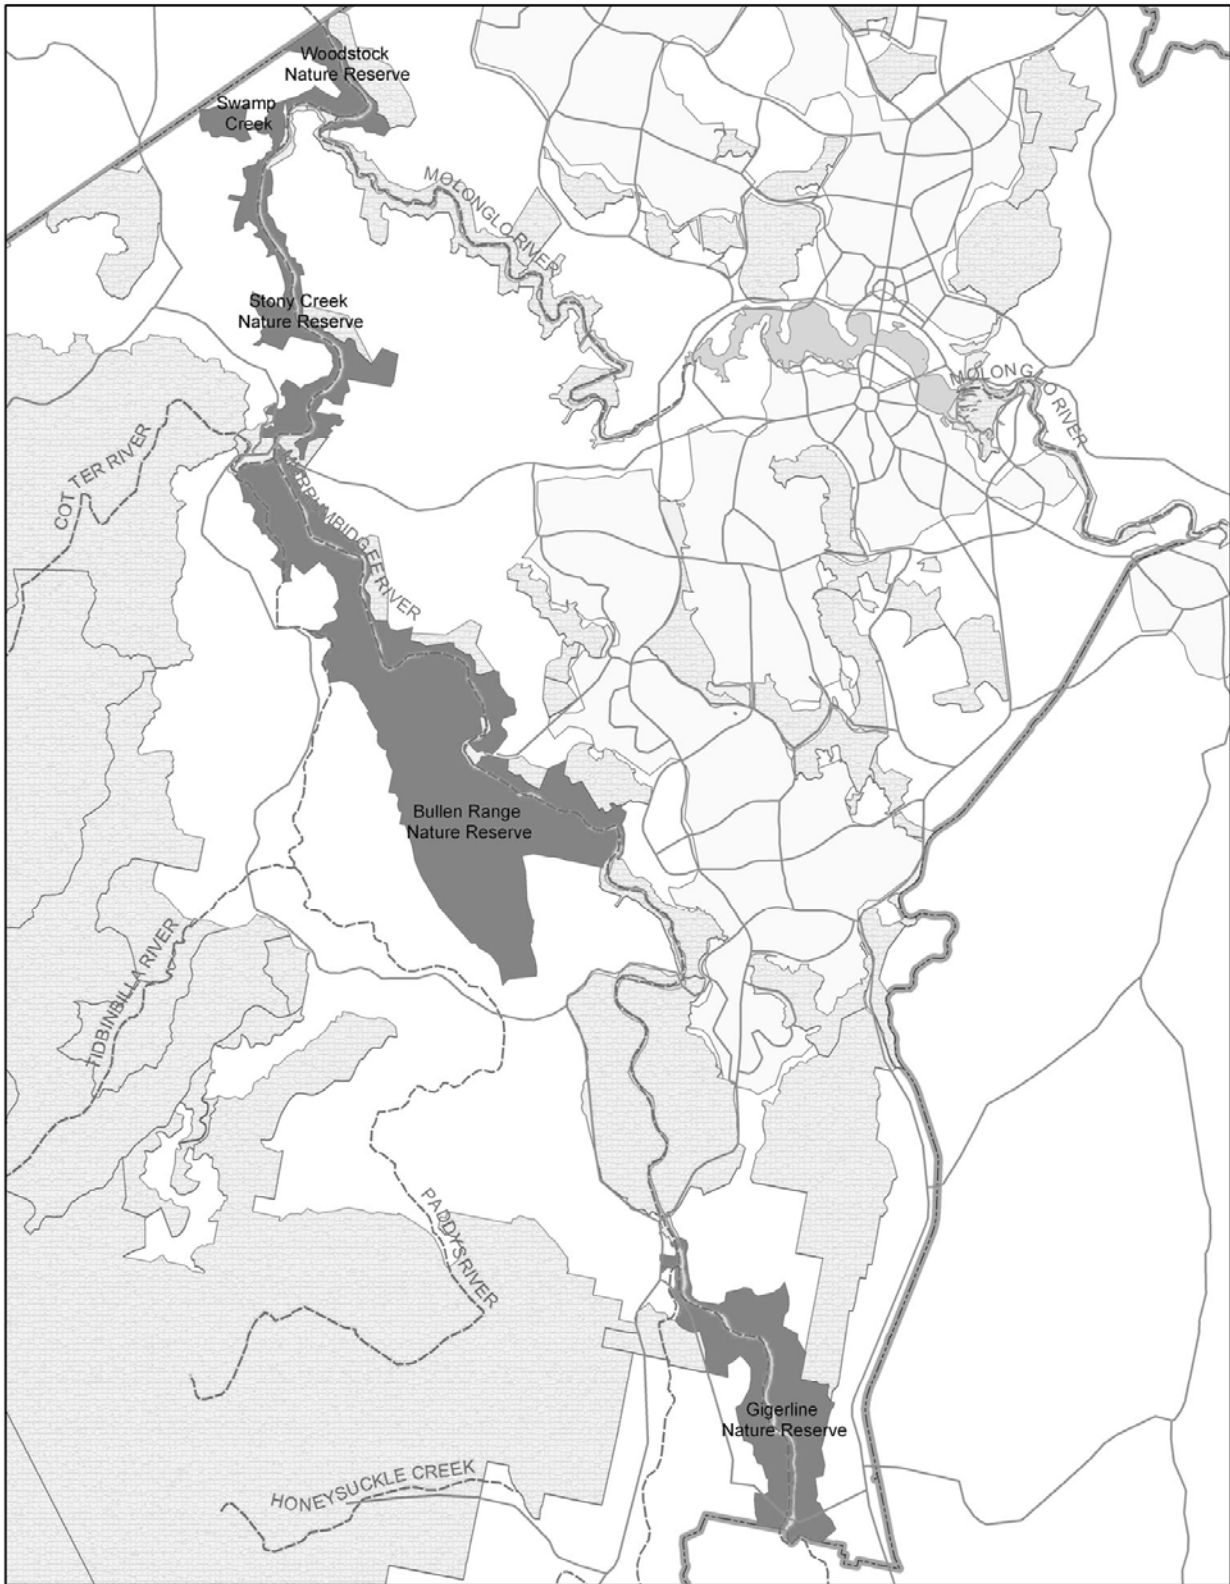 Woodstock
Nature Reserve
Swamp
Creek
MOLONGLO RIVER
Stony Creek
Nature Reserve
MOLONGLO RIVER
COTTER RIVER
MURRUMBIDGEE RIVER
Bullen Range
Nature Reserve
TIDBINBILLA RIVER
PADDYS RIVER
Gigerline
Nature Reserve
HONEYSUCKLE CREEK